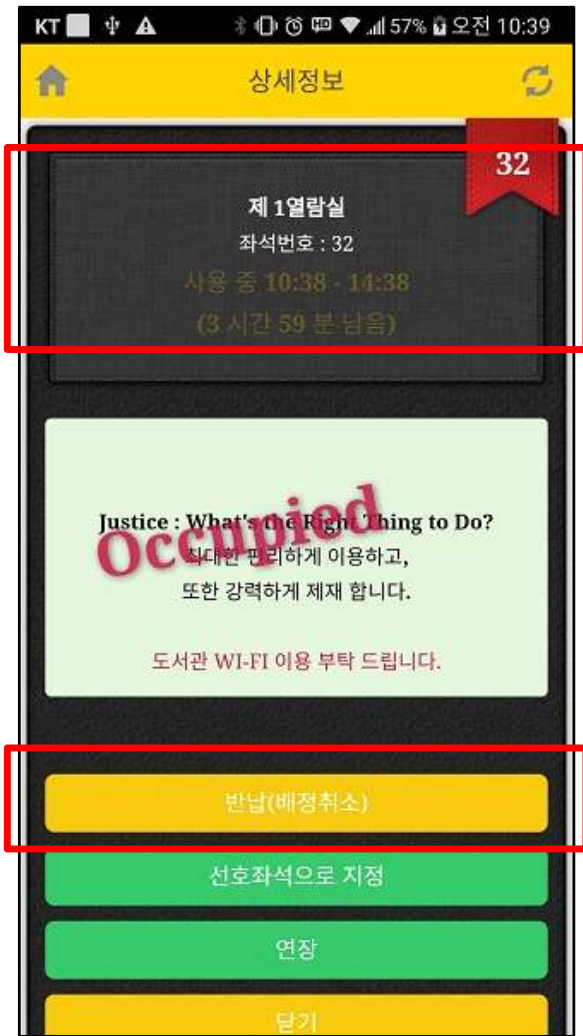 KT 57% 오전 10:39
상세정보
32
제 1열람실
좌석번호 : 32
사용 중 10:38 - 14:38
(3 시간 59 분 남음)
Justice : What's the Right Thing to Do?
Occupied
최대한 편리하게 이용하고,
또한 강력하게 제재 합니다.
도서관 WI-FI 이용 부탁 드립니다.
반납(배정취소)
선호좌석으로 지정
연장
닫기